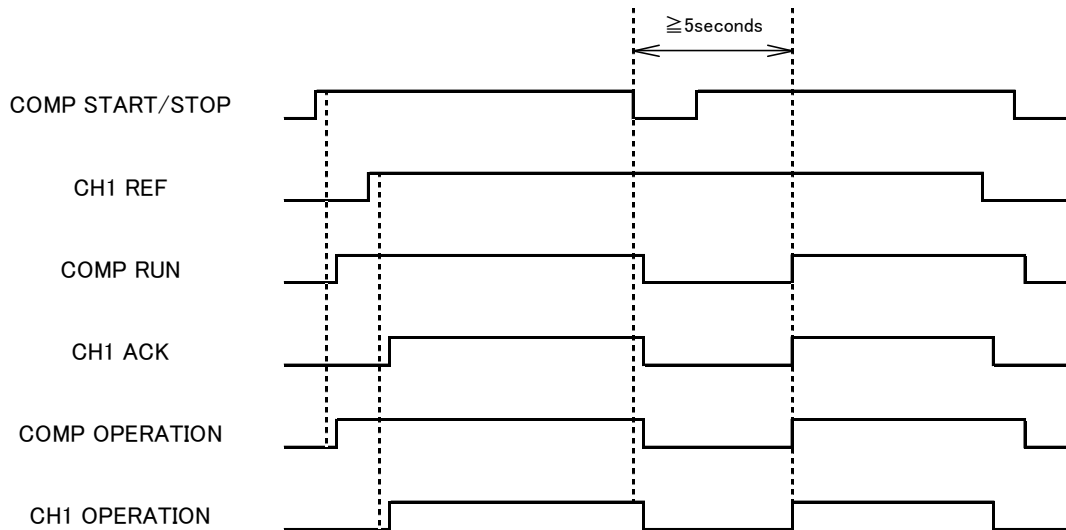 ≧5seconds
COMP START/STOP
CH1 REF
COMP RUN
CH1 ACK
COMP OPERATION
CH1 OPERATION